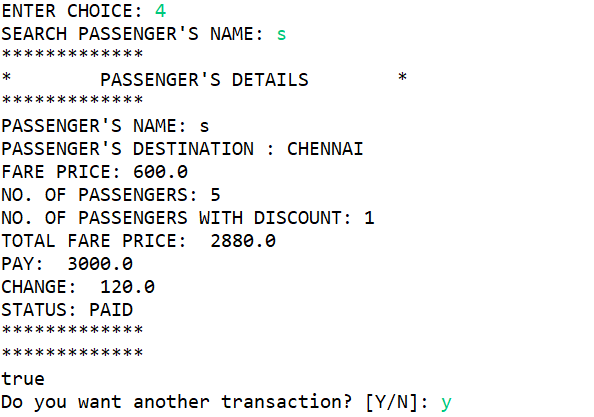 ENTER CHOICE: 4
SEARCH PASSENGER'S NAME: s
*************
*        PASSENGER'S DETAILS        *
*************
PASSENGER'S NAME: s
PASSENGER'S DESTINATION : CHENNAI
FARE PRICE: 600.0
NO. OF PASSENGERS: 5
NO. OF PASSENGERS WITH DISCOUNT: 1
TOTAL FARE PRICE:  2880.0
PAY:  3000.0
CHANGE:  120.0
STATUS: PAID
*************
*************
true
Do you want another transaction? [Y/N]: y